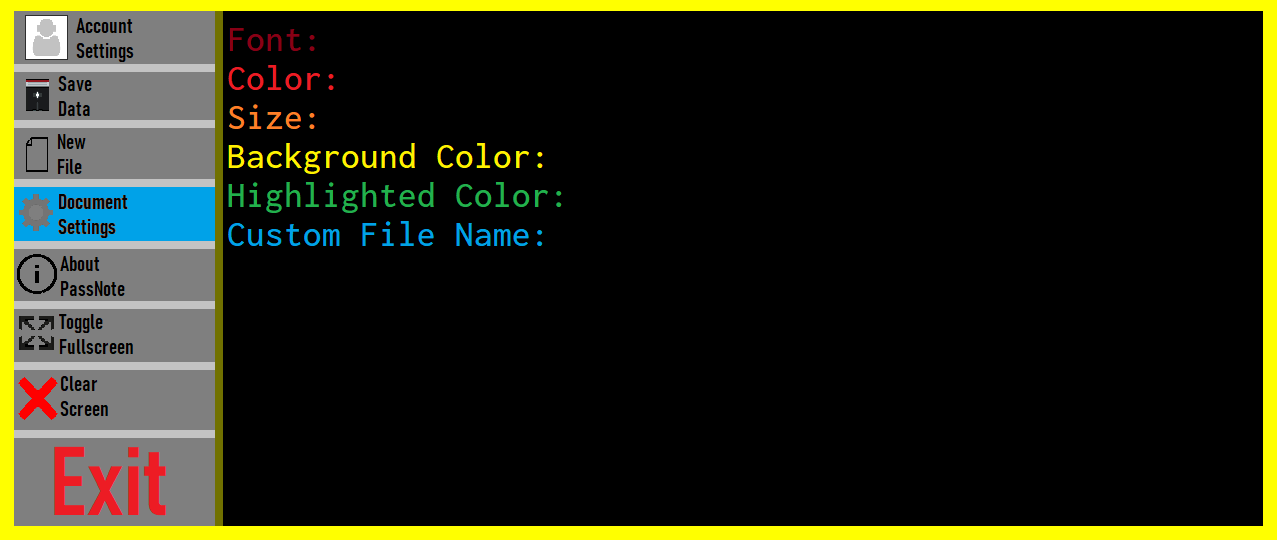 Account
Settings
Save
Data
New
File
Document
Settings
About
PassNote
Toggle
Fullscreen
Clear
Screen
Exit
Font:
Color:
Size:
Background Color:
Highlighted Color:
Custom File Name: